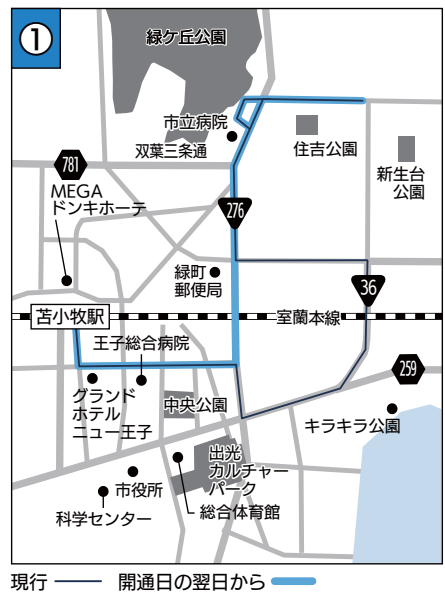 ①
緑ケ丘公園
市立病院
双葉三条通
住吉公園
新生台
公園
781
MEGA
ドンキホーテ
276
緑町
郵便局
36
苫小牧駅
室蘭本線
王子総合病院
259
グランド
ホテル
ニュー王子
中央公園
キラキラ公園
出光
カルチャー
パーク
市役所
総合体育館
科学センター
現行
開通日の翌日から